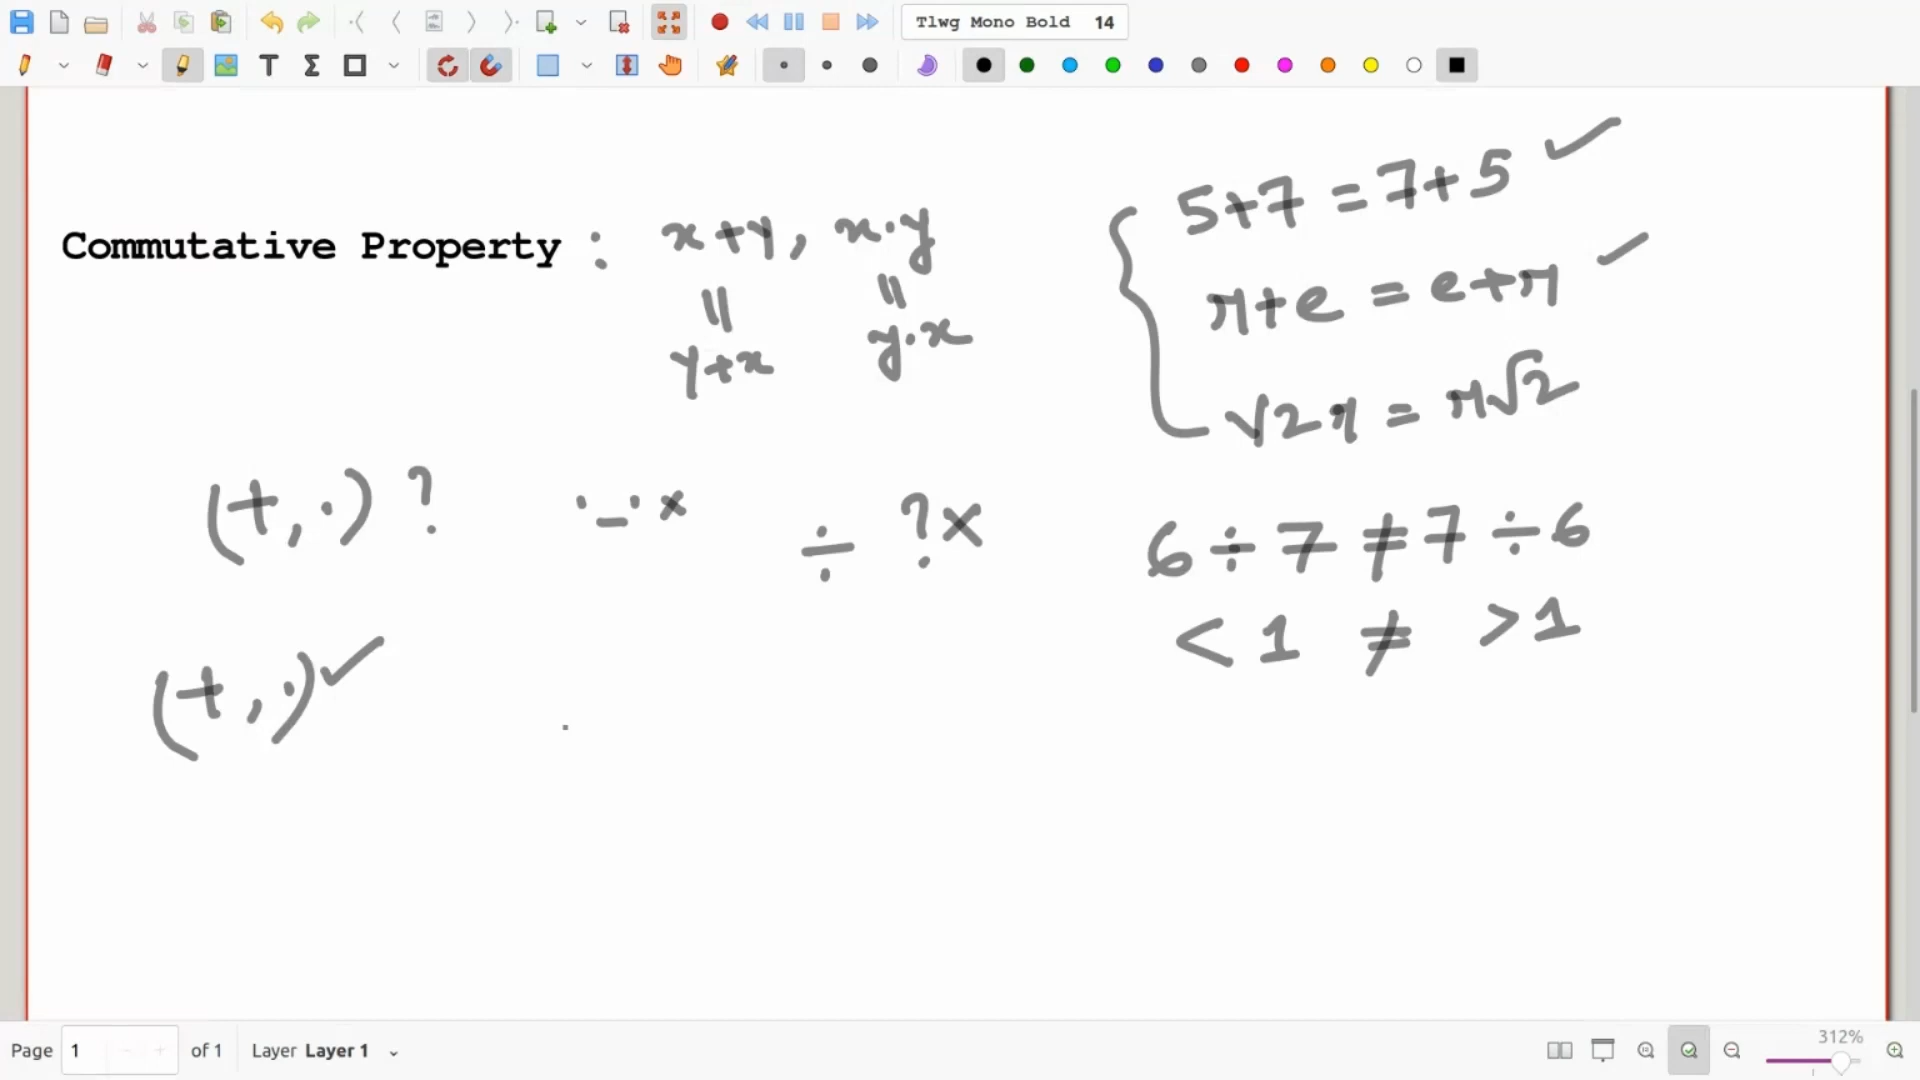 Tlwg Mono Bold 14
Commutative Property : x+y, x·y
|| ||
y+x y·x
5+7 = 7+5 ✓
π+e = e+π ✓
√2π = π√2
(+, ·) ? '-' x
÷ ? x
6 ÷ 7 ≠ 7 ÷ 6
< 1 ≠ > 1
(+, ·) ✓
Page 1 of 1 Layer Layer 1
312%